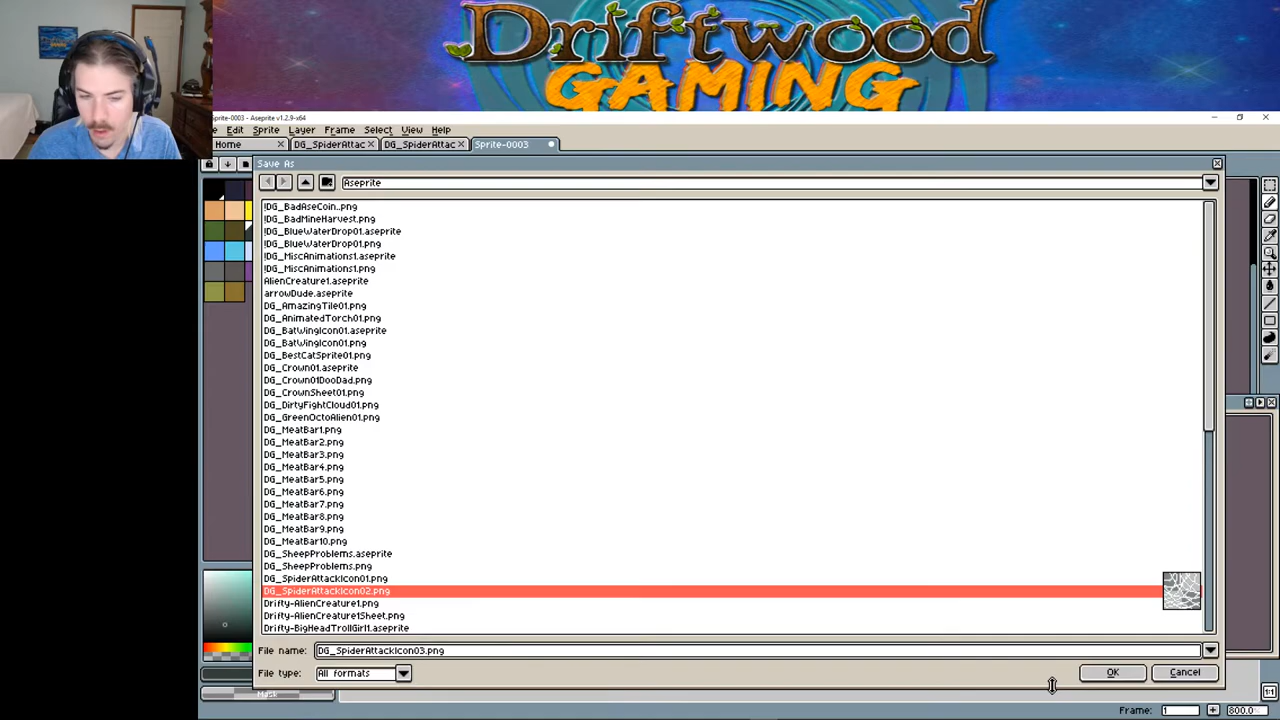 Driftwood
GAMING
Sprite-0003 - Aseprite v1.2.9-x64
Edit Sprite Layer Frame Select View Help
Home DG_SpiderAttac DG_SpiderAttac Sprite-0003
Save As
Aseprite
!DG_BadAseCoin..png
!DG_BadMineHarvest.png
!DG_BlueWaterDrop01.aseprite
!DG_BlueWaterDrop01.png
!DG_MiscAnimations1.aseprite
!DG_MiscAnimations1.png
AlienCreature1.aseprite
arrowDude.aseprite
DG_AmazingTile01.png
DG_AnimatedTorch01.png
DG_BatWingIcon01.aseprite
DG_BatWingIcon01.png
DG_BestCatSprite01.png
DG_Crown01.aseprite
DG_Crown01DooDad.png
DG_CrownSheet01.png
DG_DirtyFightCloud01.png
DG_GreenOctoAlien01.png
DG_MeatBar1.png
DG_MeatBar2.png
DG_MeatBar3.png
DG_MeatBar4.png
DG_MeatBar5.png
DG_MeatBar6.png
DG_MeatBar7.png
DG_MeatBar8.png
DG_MeatBar9.png
DG_MeatBar10.png
DG_SheepProblems.aseprite
DG_SheepProblems.png
DG_SpiderAttackIcon01.png
DG_SpiderAttackIcon02.png
Drifty-AlienCreature1.png
Drifty-AlienCreature1Sheet.png
Drifty-BigHeadTrollGirl1.aseprite
File name: DG_SpiderAttackIcon03.png
File type: All formats OK Cancel
Mask
Frame: 1 + 800.0 1:1